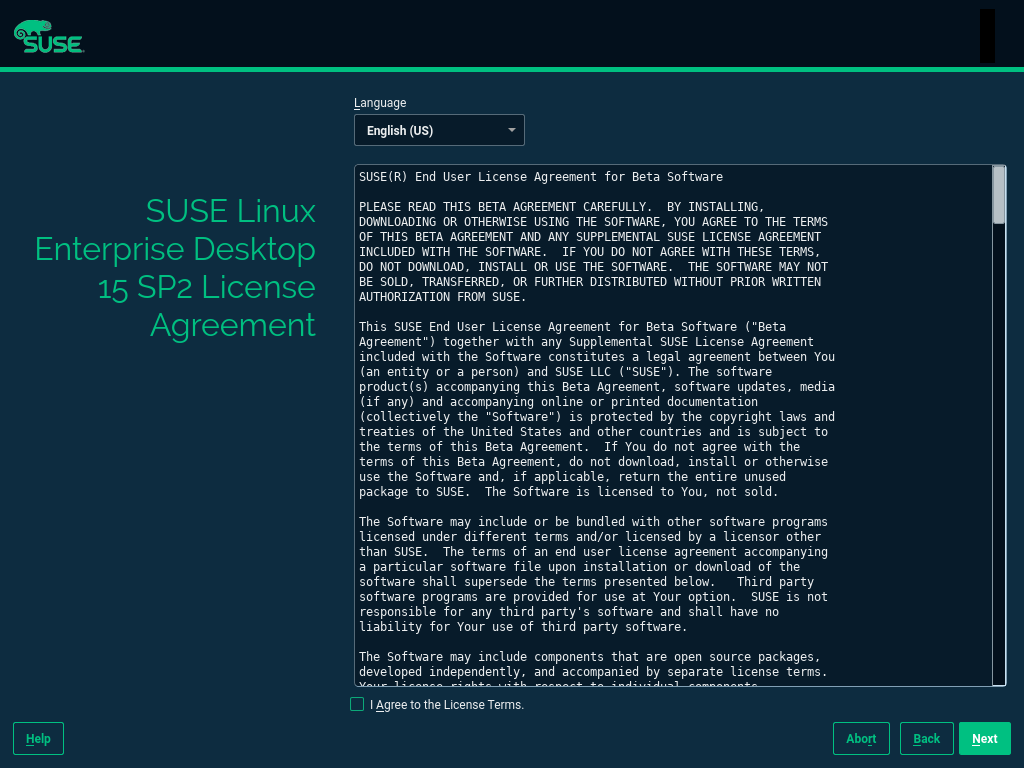 SUSE
Language
English (US)
SUSE Linux
Enterprise Desktop
15 SP2 License
Agreement
SUSE(R) End User License Agreement for Beta Software
PLEASE READ THIS BETA AGREEMENT CAREFULLY.  BY INSTALLING,
DOWNLOADING OR OTHERWISE USING THE SOFTWARE, YOU AGREE TO THE TERMS
OF THIS BETA AGREEMENT AND ANY SUPPLEMENTAL SUSE LICENSE AGREEMENT
INCLUDED WITH THE SOFTWARE.  IF YOU DO NOT AGREE WITH THESE TERMS,
DO NOT DOWNLOAD, INSTALL OR USE THE SOFTWARE.  THE SOFTWARE MAY NOT
BE SOLD, TRANSFERRED, OR FURTHER DISTRIBUTED WITHOUT PRIOR WRITTEN
AUTHORIZATION FROM SUSE.
This SUSE End User License Agreement for Beta Software ("Beta
Agreement") together with any Supplemental SUSE License Agreement
included with the Software constitutes a legal agreement between You
(an entity or a person) and SUSE LLC ("SUSE"). The software
product(s) accompanying this Beta Agreement, software updates, media
(if any) and accompanying online or printed documentation
(collectively the "Software") is protected by the copyright laws and
treaties of the United States and other countries and is subject to
the terms of this Beta Agreement.  If You do not agree with the
terms of this Beta Agreement, do not download, install or otherwise
use the Software and, if applicable, return the entire unused
package to SUSE.  The Software is licensed to You, not sold.
The Software may include or be bundled with other software programs
licensed under different terms and/or licensed by a licensor other
than SUSE.  The terms of an end user license agreement accompanying
a particular software file upon installation or download of the
software shall supersede the terms presented below.   Third party
software programs are provided for use at Your option.  SUSE is not
responsible for any third party's software and shall have no
liability for Your use of third party software.
The Software may include components that are open source packages,
developed independently, and accompanied by separate license terms.
Your license rights with respect to individual components
I Agree to the License Terms.
Help
Abort
Back
Next